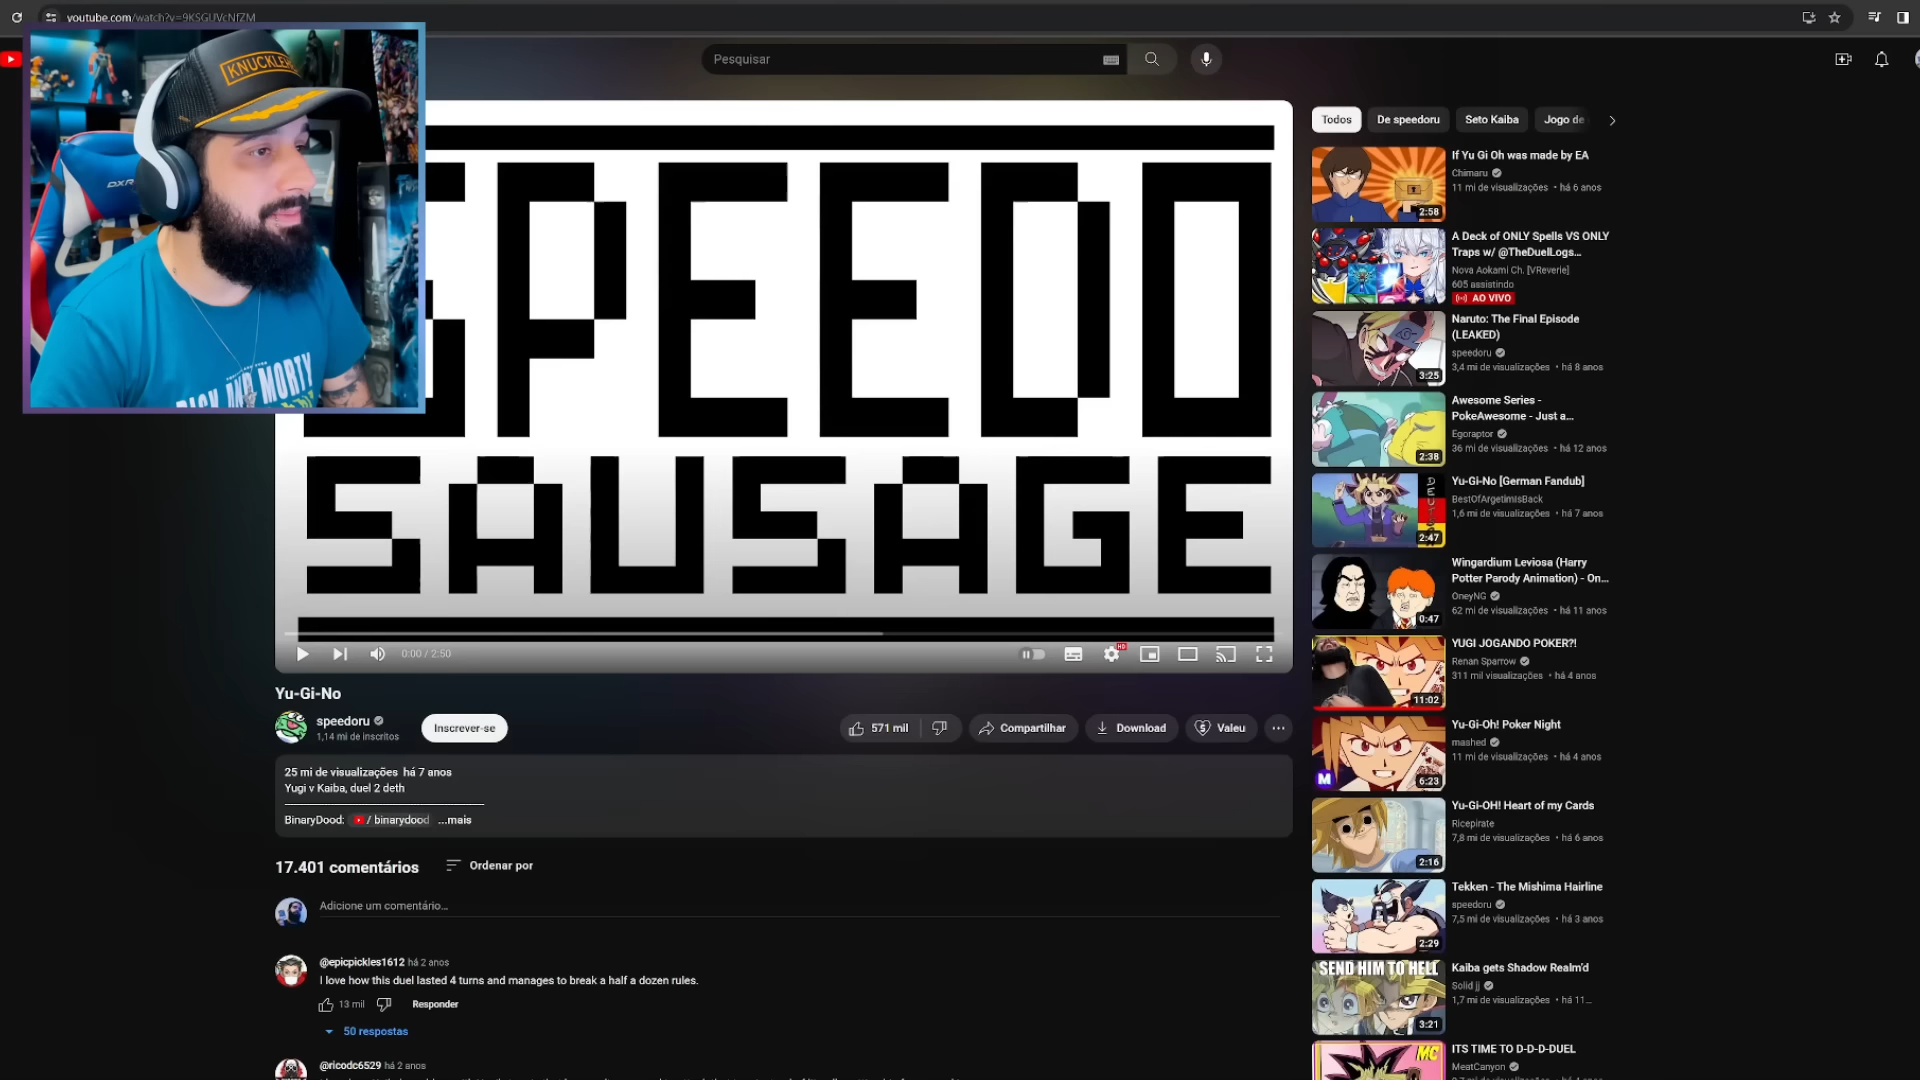 youtube.com/watch?v=9KSGUVcNfZM
Pesquisar
KNUCKLE
DXR
RICK AND MORTY
SPEEDO
SAUSAGE
0:00 / 2:50
HD
Yu-Gi-No
speedoru
1,14 mi de inscritos
Inscrever-se
571 mil
Compartilhar
Download
Valeu
25 mi de visualizações há 7 anos
Yugi v Kaiba, duel 2 deth
BinaryDood: / binarydood ...mais
17.401 comentários
Ordenar por
Adicione um comentário...
@epicpickles1612 há 2 anos
I love how this duel lasted 4 turns and manages to break a half a dozen rules.
13 mil
Responder
50 respostas
@ricodc6529 há 2 anos
Todos
De speedoru
Seto Kaiba
Jogo de
If Yu Gi Oh was made by EA
Chimaru
11 mi de visualizações • há 6 anos
2:58
A Deck of ONLY Spells VS ONLY
Traps w/ @TheDuelLogs...
Nova Aokami Ch. [VReverie]
605 assistindo
AO VIVO
Naruto: The Final Episode
(LEAKED)
speedoru
3,4 mi de visualizações • há 8 anos
3:25
Awesome Series -
PokeAwesome - Just a...
Egoraptor
36 mi de visualizações • há 12 anos
2:38
Yu-Gi-No [German Fandub]
BestOfArgetimIsBack
1,6 mi de visualizações • há 7 anos
2:47
Wingardium Leviosa (Harry
Potter Parody Animation) - On...
OneyNG
62 mi de visualizações • há 11 anos
0:47
YUGI JOGANDO POKER?!
Renan Sparrow
311 mil visualizações • há 4 anos
11:02
Yu-Gi-Oh! Poker Night
mashed
11 mi de visualizações • há 4 anos
M
6:23
Yu-Gi-OH! Heart of my Cards
Ricepirate
7,8 mi de visualizações • há 6 anos
2:16
Tekken - The Mishima Hairline
speedoru
7,5 mi de visualizações • há 3 anos
2:29
SEND HIM TO HELL
Kaiba gets Shadow Realm'd
Solid jj
1,7 mi de visualizações • há 11...
3:21
ITS TIME TO D-D-D-DUEL
MC
MeatCanyon